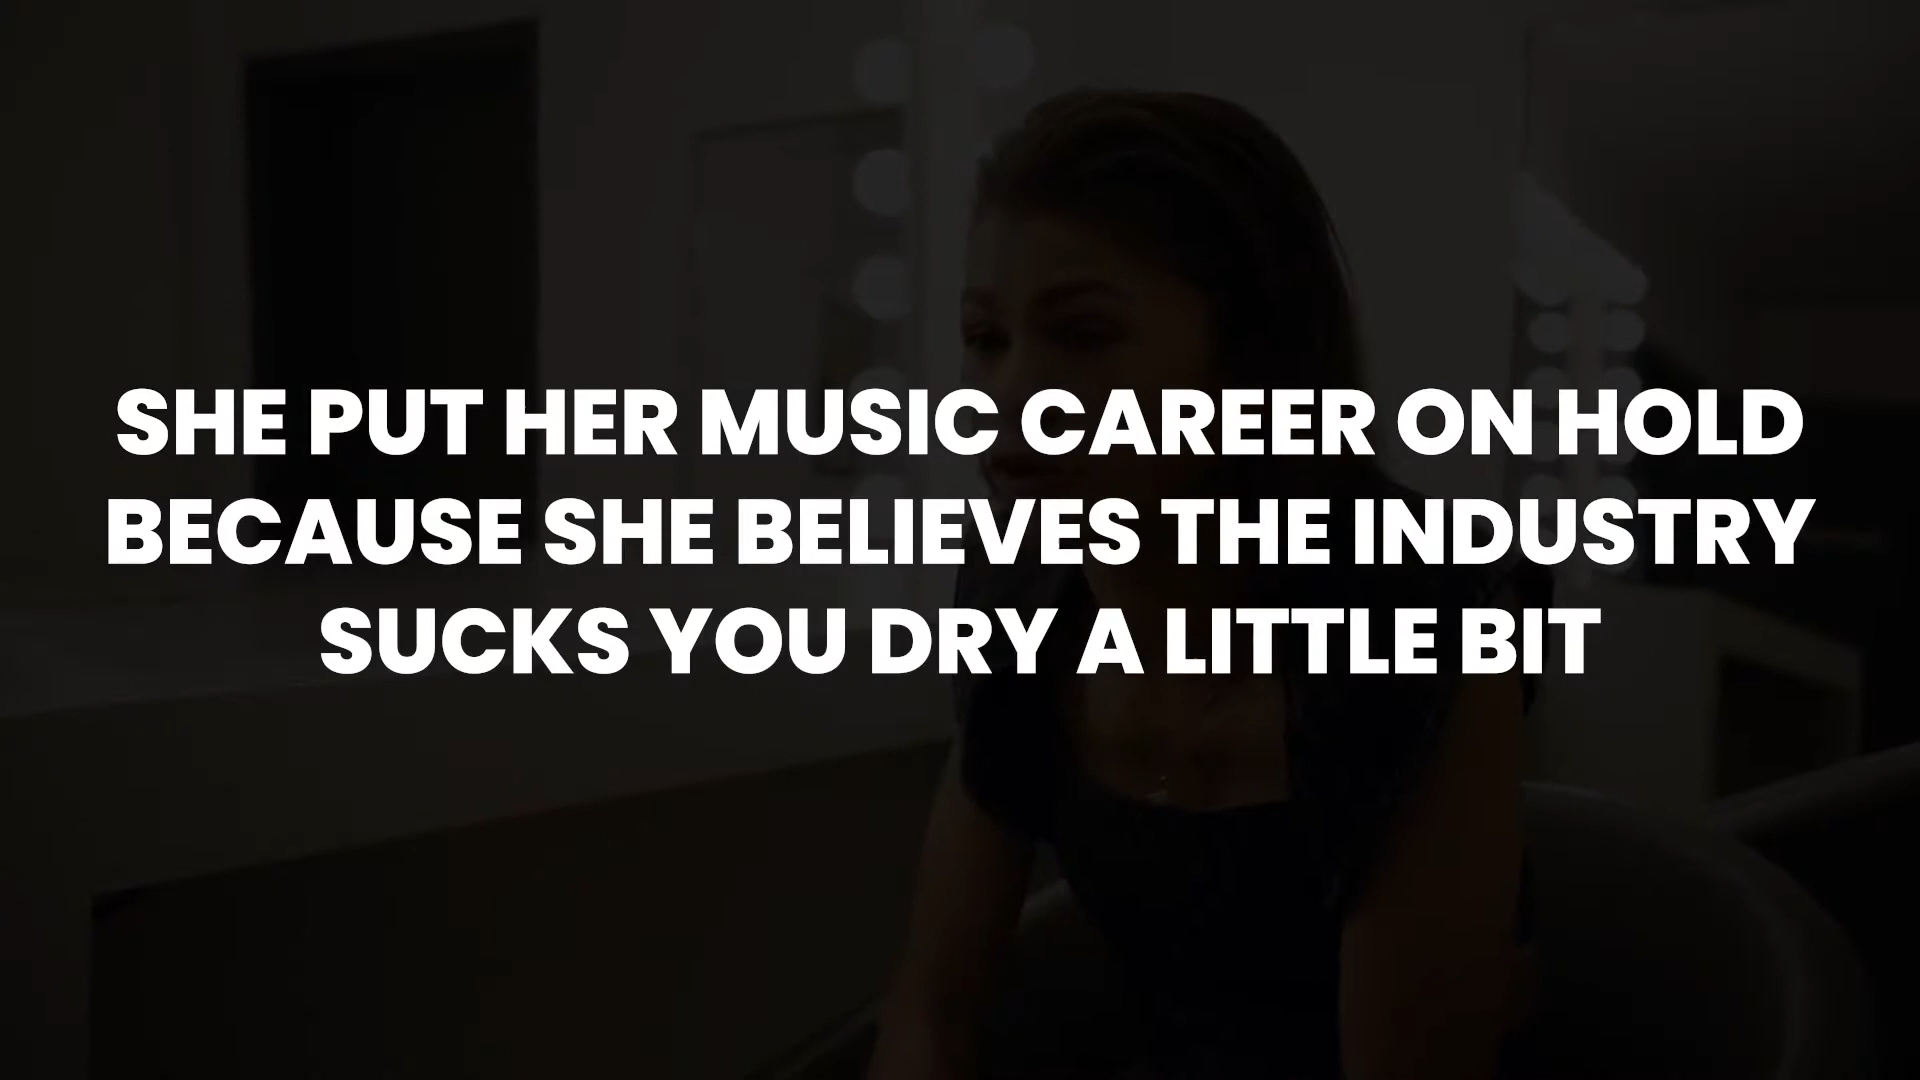 SHE PUT HER MUSIC CAREER ON HOLD
BECAUSE SHE BELIEVES THE INDUSTRY
SUCKS YOU DRY A LITTLE BIT